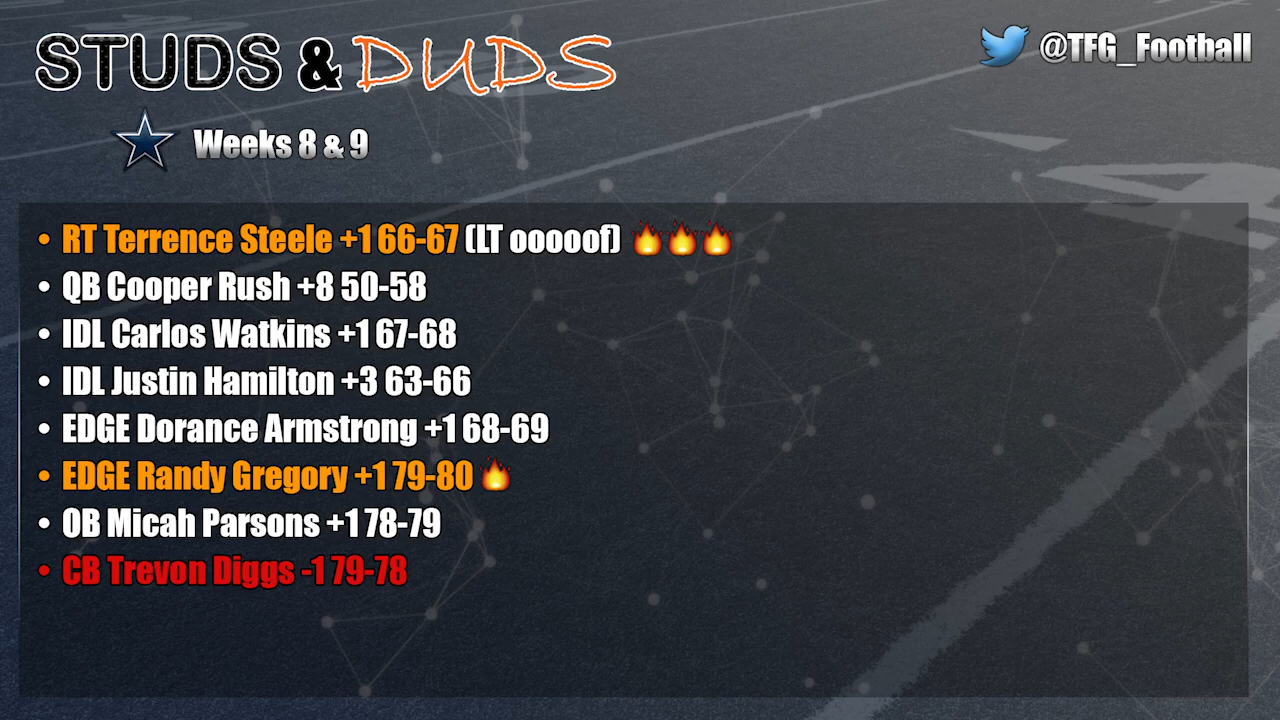 STUDS & DUDS
@TFG_Football
Weeks 8 & 9
• RT Terrence Steele +1 66-67 (LT ooooof) 🔥🔥🔥
• QB Cooper Rush +8 50-58
• IDL Carlos Watkins +1 67-68
• IDL Justin Hamilton +3 63-66
• EDGE Dorance Armstrong +1 68-69
• EDGE Randy Gregory +1 79-80 🔥
• OB Micah Parsons +1 78-79
• CB Trevon Diggs -1 79-78